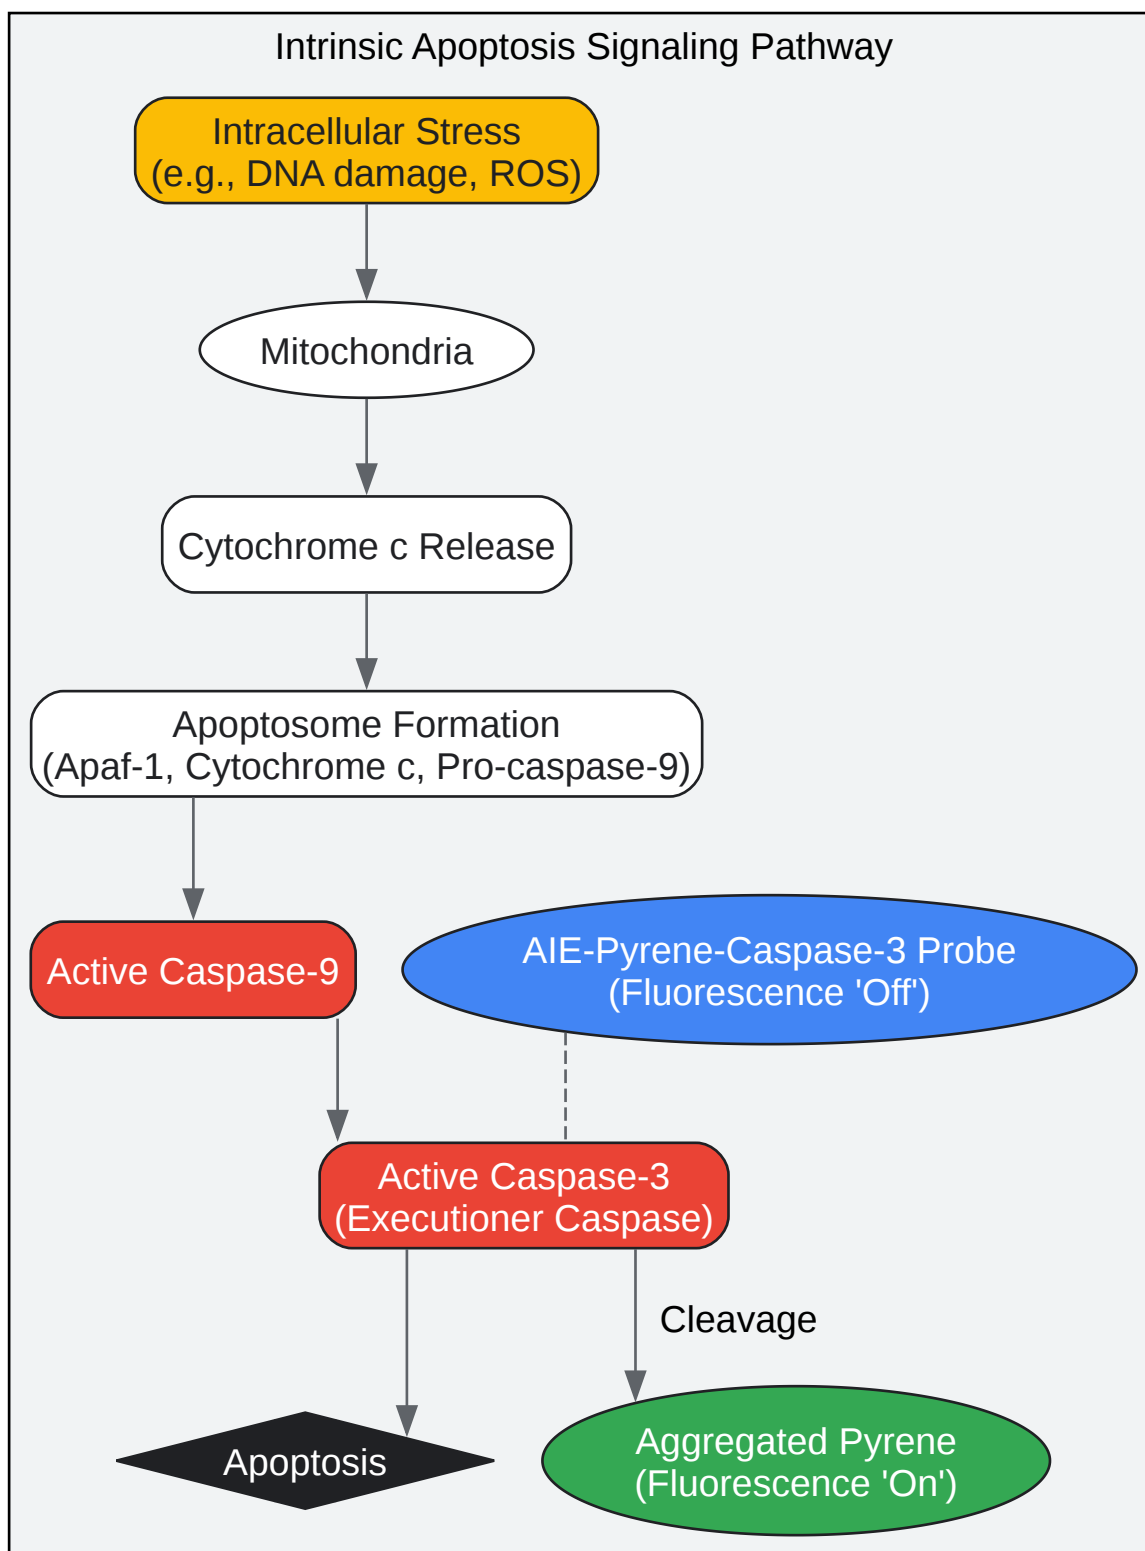 Intrinsic Apoptosis Signaling Pathway
Intracellular Stress
(e.g., DNA damage, ROS)
Mitochondria
Cytochrome c Release
Apoptosome Formation
(Apaf-1, Cytochrome c, Pro-caspase-9)
Active Caspase-9
AIE-Pyrene-Caspase-3 Probe
(Fluorescence 'Off')
Active Caspase-3
(Executioner Caspase)
Cleavage
Apoptosis
Aggregated Pyrene
(Fluorescence 'On')